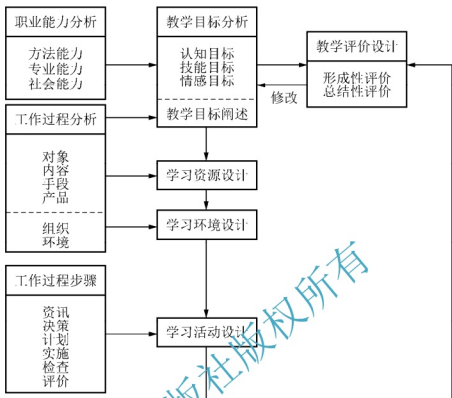 职业能力分析
方法能力
专业能力
社会能力
教学目标分析
认知目标
技能目标
情感目标
教学目标阐述
教学评价设计
形成性评价
总结性评价
修改
工作过程分析
对象
内容
手段
产品
组织
环境
学习资源设计
学习环境设计
工作过程步骤
资讯
决策
计划
实施
检查
评价
学习活动设计
版社版权所有